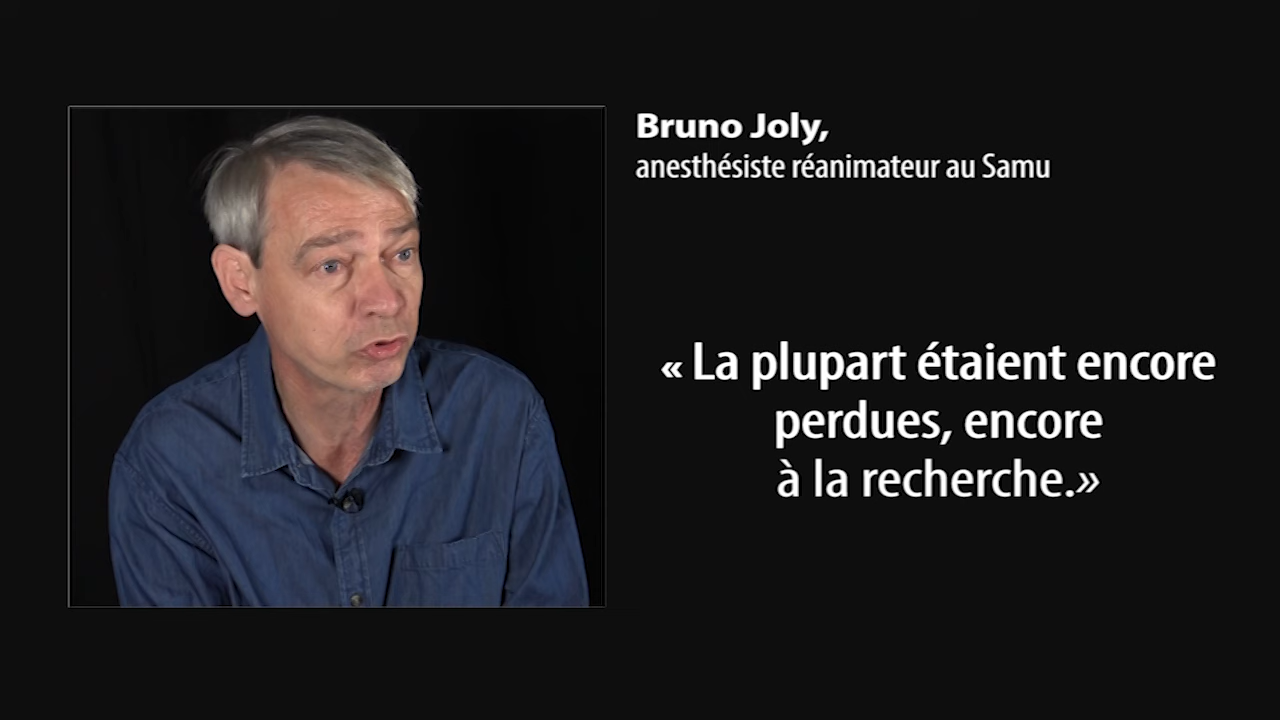 Bruno Joly,
anesthésiste réanimateur au Samu
« La plupart étaient encore
perdues, encore
à la recherche.»